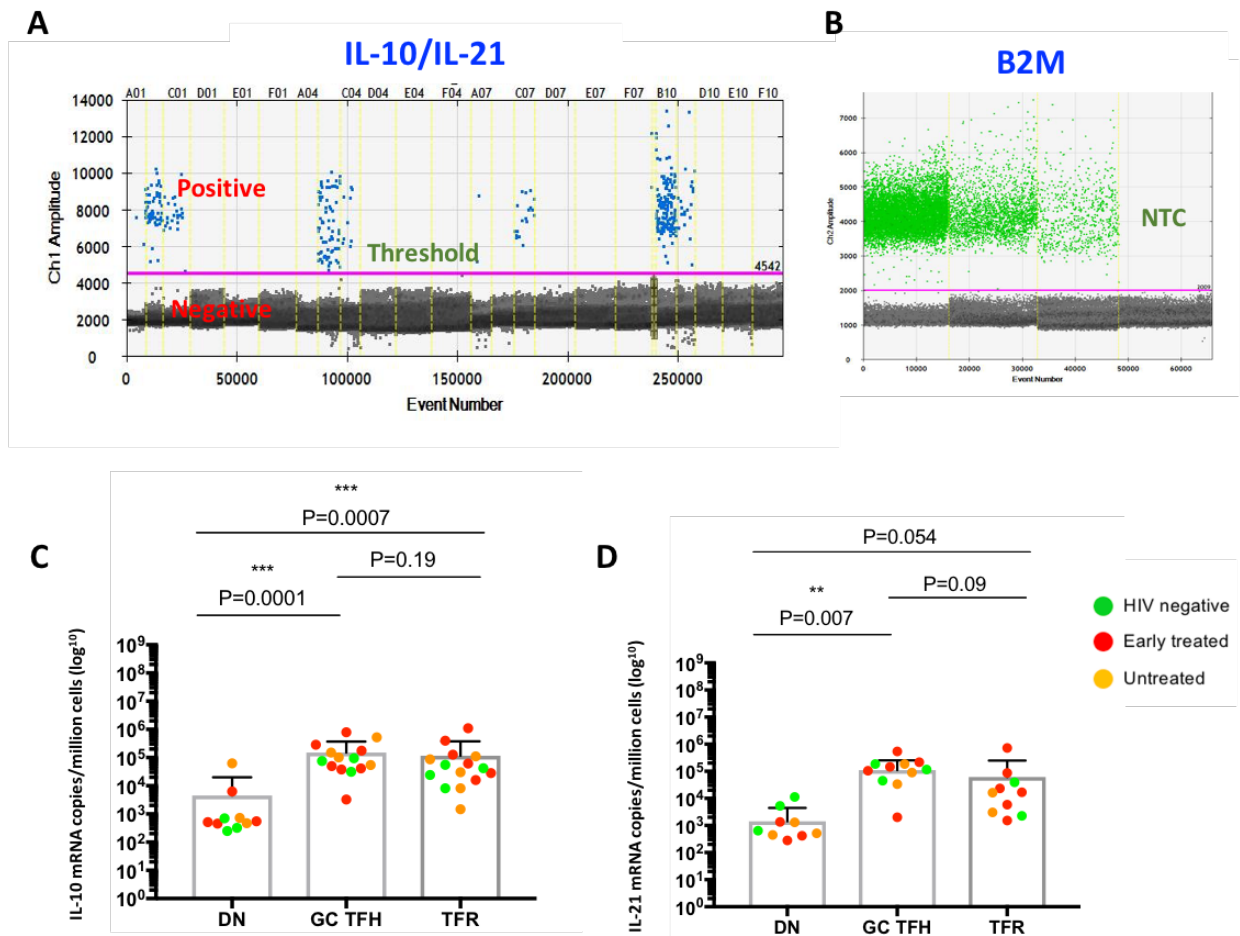 A
IL-10/IL-21
A01 C01 D01 E01 F01 A04 C04 D04 E04 F04 A07 C07 D07 E07 F07 B10 D10 E10 F10
14000
12000
10000
8000
6000
4000
2000
0
Ch1 Amplitude
Positive
Threshold
4542
Negative
0 50000 100000 150000 200000 250000
Event Number
B
B2M
7000
6000
5000
4000
3000
2000
1000
0
Ch2 Amplitude
NTC
0 10000 20000 30000 40000 50000 60000
Event Number
C
***
P=0.0007
***
P=0.19
P=0.0001
IL-10 mRNA copies/million cells (log¹⁰)
10⁹
10⁸
10⁷
10⁶
10⁵
10⁴
10³
10²
10¹
10⁰
DN GC TFH TFR
D
P=0.054
**
P=0.09
P=0.007
IL-21 mRNA copies/million cells (log¹⁰)
10⁹
10⁸
10⁷
10⁶
10⁵
10⁴
10³
10²
10¹
10⁰
DN GC TFH TFR
HIV negative
Early treated
Untreated